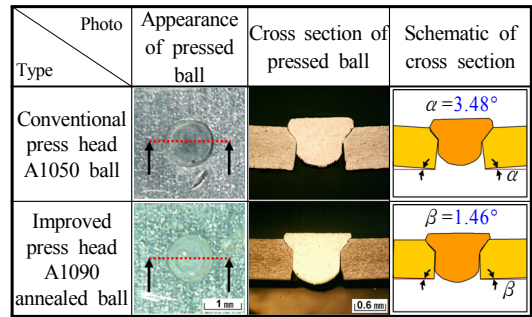 Photo
Type
Appearance
of pressed
ball
Cross section of
pressed ball
Schematic of
cross section
Conventional
press head
A1050 ball
α =3.48°
α
Improved
press head
A1090
annealed ball
1 mm
0.6 mm
β =1.46°
β